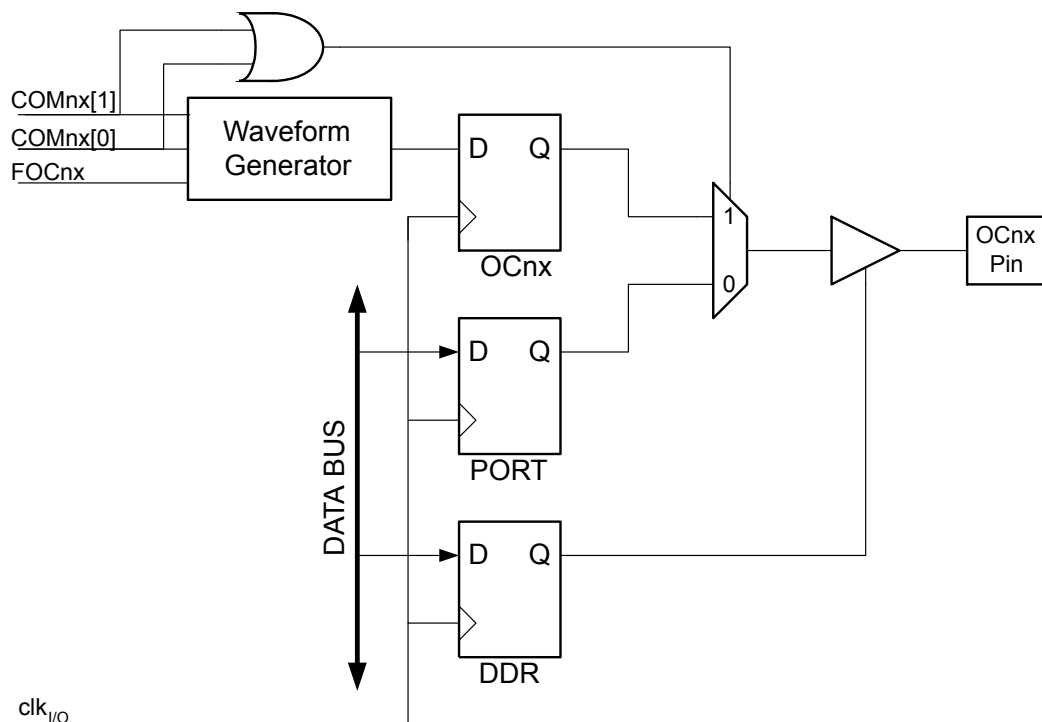 COMnx[1]
COMnx[0]
FOCnx
Waveform
Generator
D Q
OCnx
1
0
OCnx
Pin
D Q
PORT
DATA BUS
D Q
DDR
clkI/O